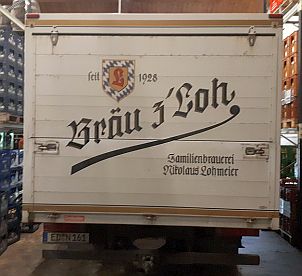 seit 1928
L
Bräu z'Loh
Familienbrauerei
Nikolaus Lohmeier